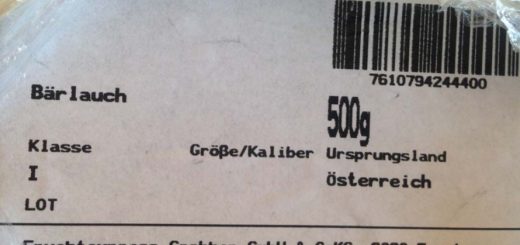 7610794244400
Bärlauch
500g
Klasse Größe/Kaliber Ursprungsland
I Österreich
LOT